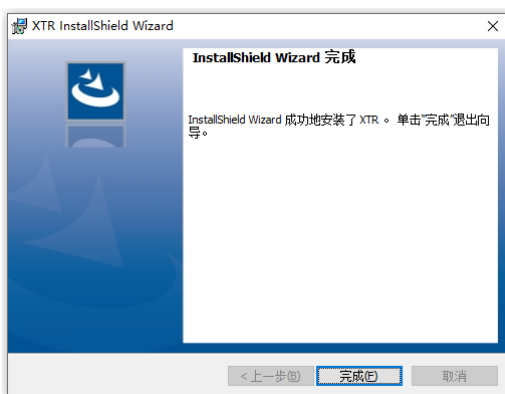 XTR InstallShield Wizard
InstallShield Wizard 完成
InstallShield Wizard 成功地安装了 XTR。 单击“完成”退出向
导。
<上一步(B)
完成(F)
取消